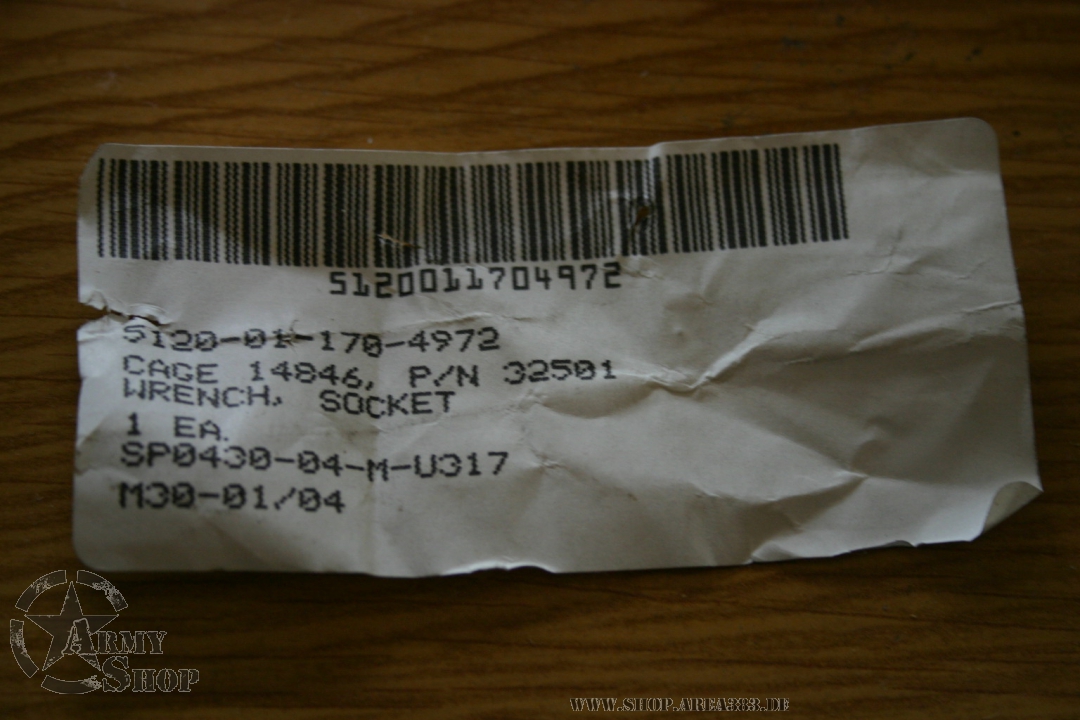 5120011704972
5120-01-170-4972
CAGE 14846, P/N 32501
WRENCH, SOCKET
1 EA.
SP0430-04-M-U317
M30-01/04
ARMY
SHOP
WWW.SHOP.AREA383.DE